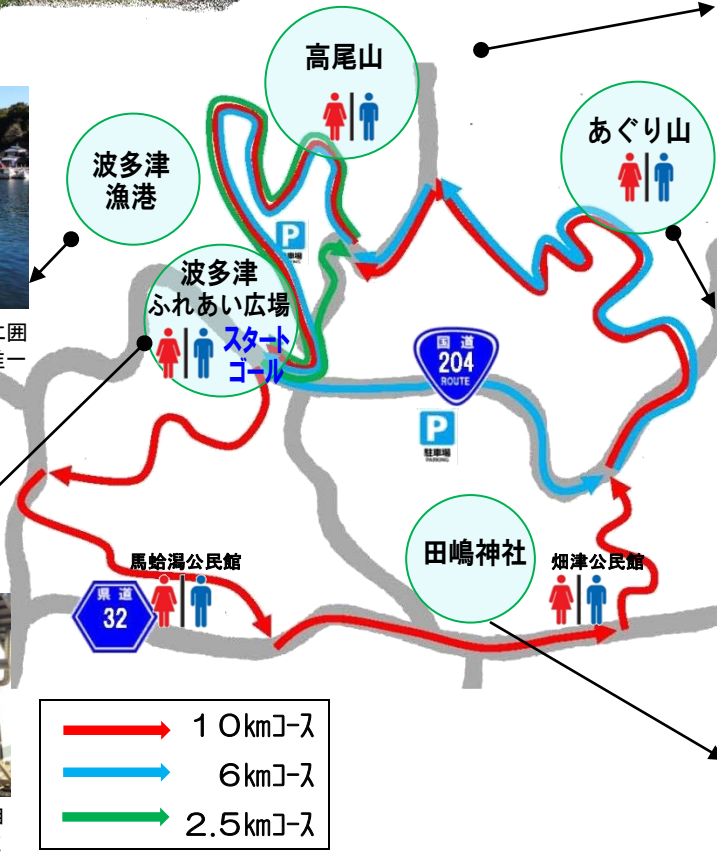 高尾山
あぐり山
波多津
漁港
P
波多津
ふれあい広場
スタート
ゴール
国道
204
ROUTE
P
駐車場
PARKING
田嶋神社
馬蛤潟公民館
畑津公民館
県道
32
10kmコース
6kmコース
2.5kmコース